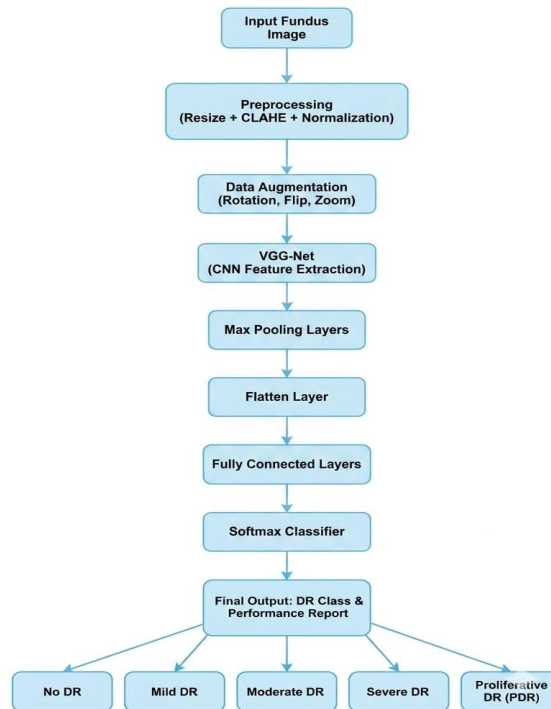 Input Fundus
Image
Preprocessing
(Resize + CLAHE + Normalization)
Data Augmentation
(Rotation, Flip, Zoom)
VGG-Net
(CNN Feature Extraction)
Max Pooling Layers
Flatten Layer
Fully Connected Layers
Softmax Classifier
Final Output: DR Class &
Performance Report
No DR
Mild DR
Moderate DR
Severe DR
Proliferative
DR (PDR)